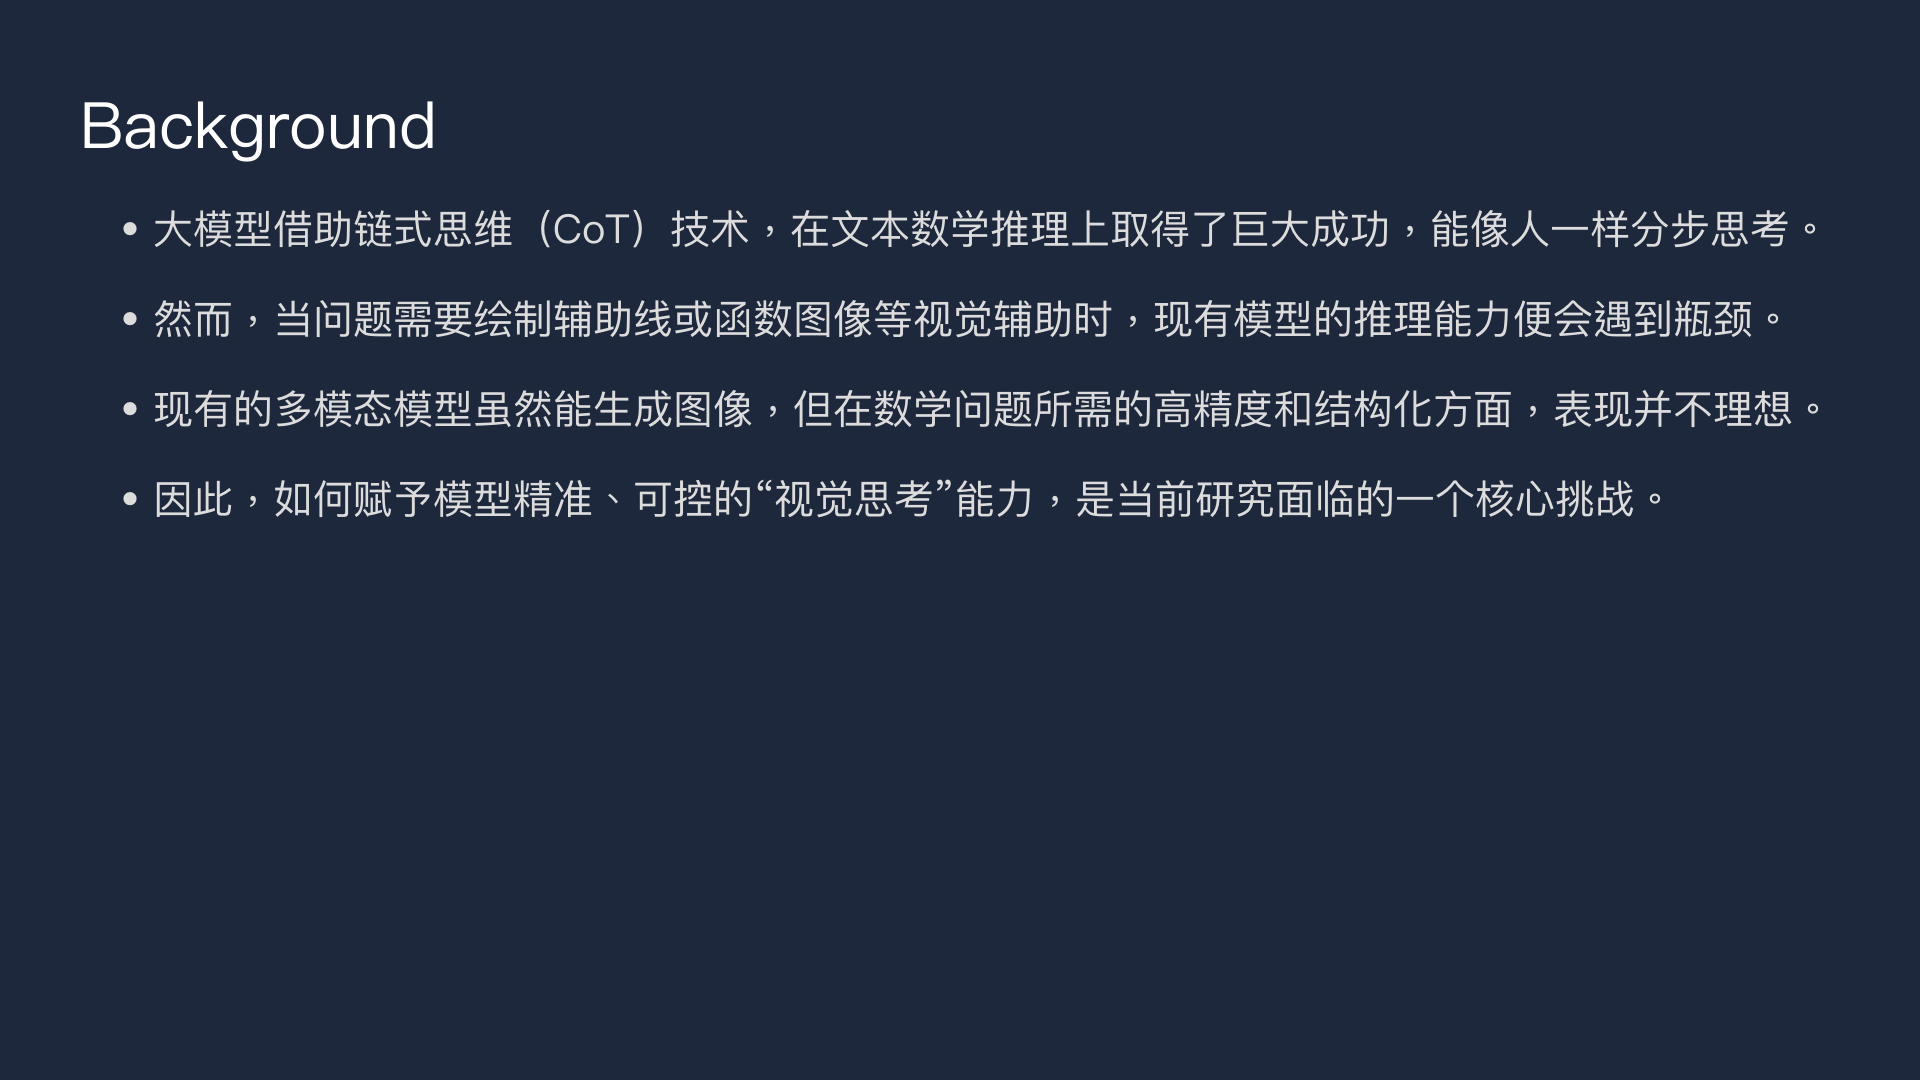 Background
• 大模型借助链式思维（CoT）技术，在文本数学推理上取得了巨大成功，能像人一样分步思考。
• 然而，当问题需要绘制辅助线或函数图像等视觉辅助时，现有模型的推理能力便会遇到瓶颈。
• 现有的多模态模型虽然能生成图像，但在数学问题所需的高精度和结构化方面，表现并不理想。
• 因此，如何赋予模型精准、可控的“视觉思考”能力，是当前研究面临的一个核心挑战。